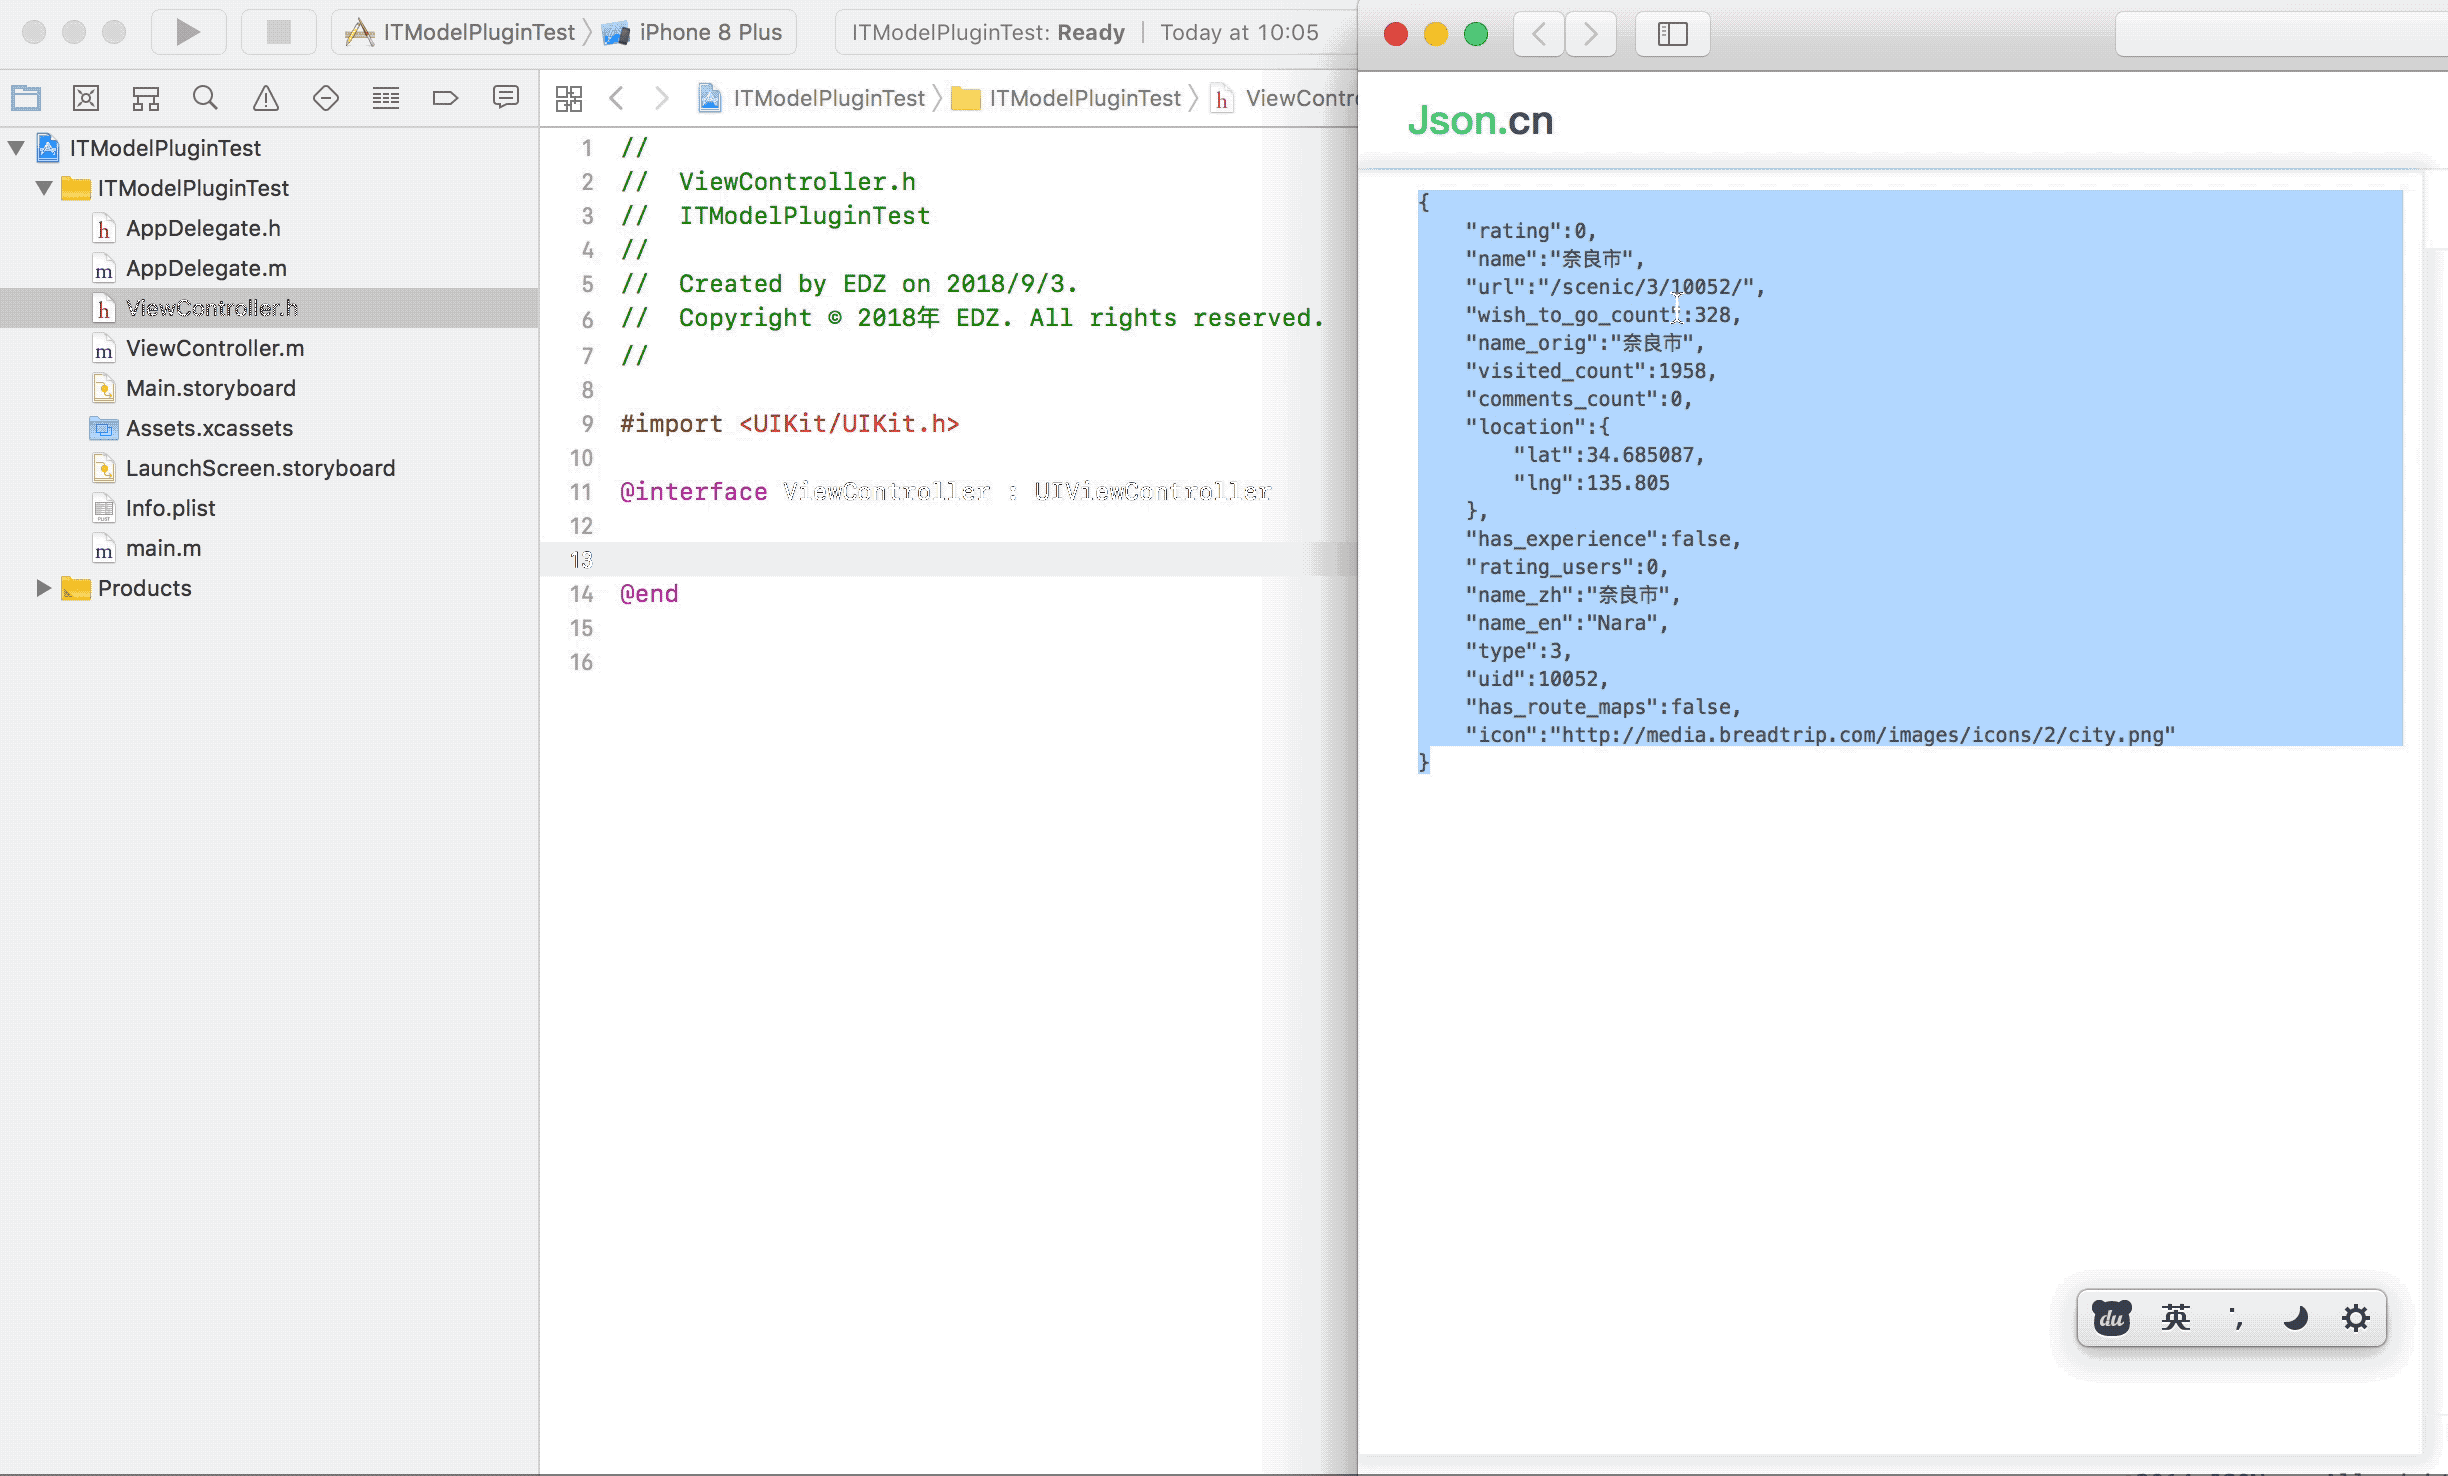 ITModelPluginTest
iPhone 8 Plus
ITModelPluginTest: Ready
Today at 10:05
ITModelPluginTest
ITModelPluginTest
AppDelegate.h
AppDelegate.m
ViewController.h
ViewController.m
Main.storyboard
Assets.xcassets
LaunchScreen.storyboard
Info.plist
main.m
Products
ITModelPluginTest
ITModelPluginTest
ViewContr
1 //
2 //  ViewController.h
3 //  ITModelPluginTest
4 //
5 //  Created by EDZ on 2018/9/3.
6 //  Copyright © 2018年 EDZ. All rights reserved.
7 //
8
9 #import <UIKit/UIKit.h>
10
11 @interface ViewController : UIViewController
12
13
14 @end
15
16
Json.cn
{
"rating":0,
"name":"奈良市",
"url":"/scenic/3/10052/",
"wish_to_go_count":328,
"name_orig":"奈良市",
"visited_count":1958,
"comments_count":0,
"location":{
"lat":34.685087,
"lng":135.805
},
"has_experience":false,
"rating_users":0,
"name_zh":"奈良市",
"name_en":"Nara",
"type":3,
"uid":10052,
"has_route_maps":false,
"icon":"http://media.breadtrip.com/images/icons/2/city.png"
}
du 英